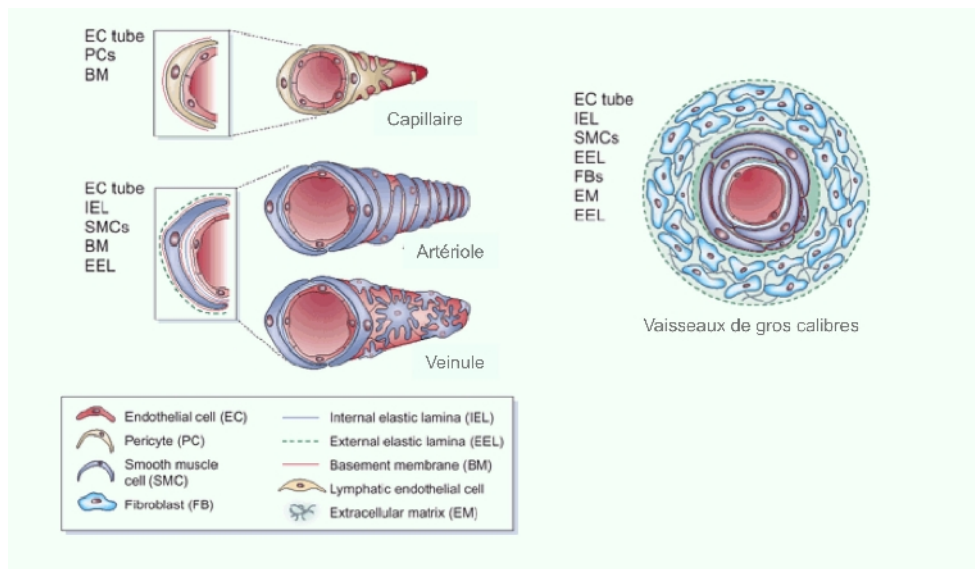 EC tube
PCs
BM
Capillaire
EC tube
IEL
SMCs
BM
EEL
Artériole
Veinule
EC tube
IEL
SMCs
EEL
FBs
EM
EEL
Vaisseaux de gros calibres
Endothelial cell (EC)
Pericyte (PC)
Smooth muscle
cell (SMC)
Fibroblast (FB)
Internal elastic lamina (IEL)
External elastic lamina (EEL)
Basement membrane (BM)
Lymphatic endothelial cell
Extracellular matrix (EM)